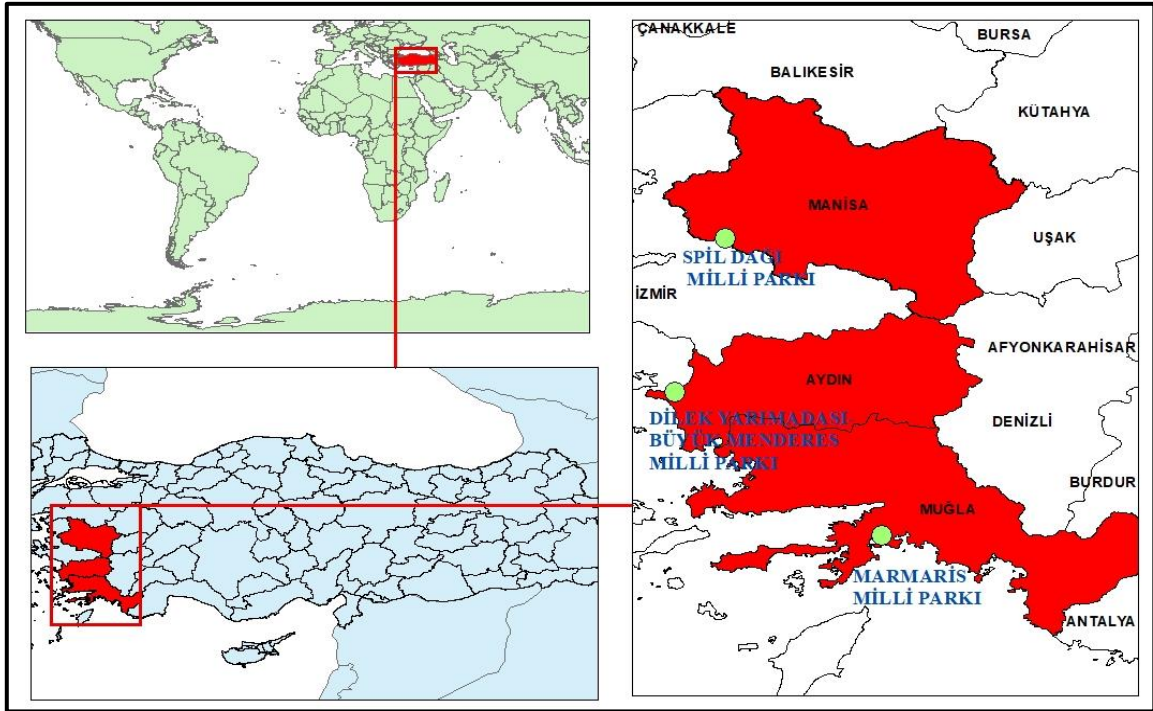 ÇANAKKALE
BURSA
BALIKESİR
KÜTAHYA
MANİSA
UŞAK
SPİL DAĞI
MİLLİ PARKI
İZMİR
AFYONKARAHİSAR
AYDIN
DİLEK YARIMADASI
BÜYÜK MENDERES
MİLLİ PARKI
DENİZLİ
BURDUR
MUĞLA
MARMARİS
MİLLİ PARKI
ANTALYA